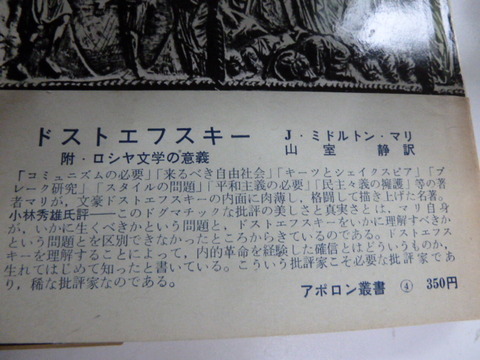 ドストエフスキー　J・ミドルトン・マリ
附・ロシヤ文学の意義　山室　静訳
「コミュニズムの必要」「来るべき自由社会」「キーツとシェイクスピア」「ブ
レーク研究」「スタイルの問題」「平和主義の必要」「民主々義の擁護」等の著
者マリが、文豪ドストエフスキーの内面に肉薄し、格闘して描き上げた名著。
小林秀雄氏評――このドグマチックな批評の美しさと真実さとは、マリ自身
が、いかに生くべきかという問題と、ドストエフスキーをいかに理解すべきか
という問題とを区別できなかったところからきているのである。ドストエフス
キーを理解することによって、内的革命を経験した確信とはどういうものか、
生れてはじめて知ったと書いている。こういう批評家こそ必要な批評家であ
り、稀な批評家なのである。
アポロン叢書 ④ 350円